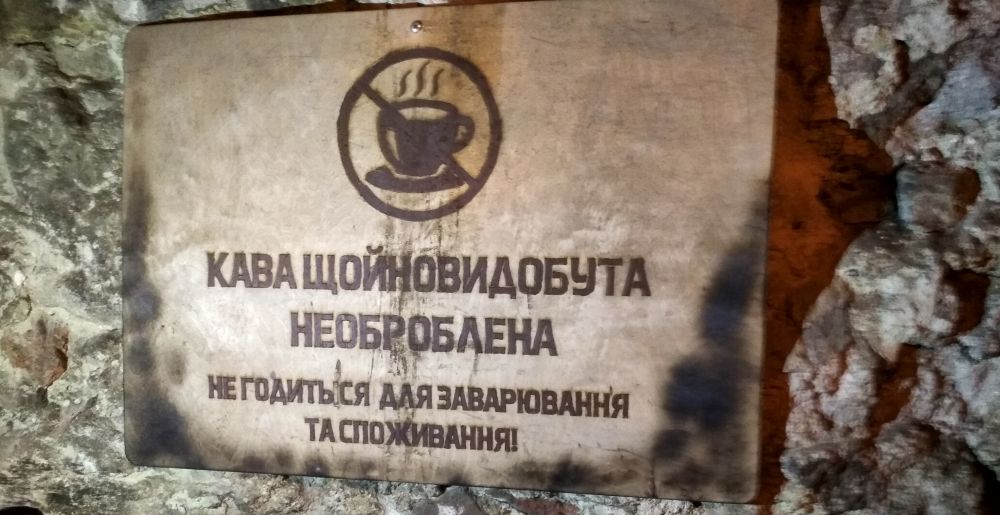 КАВА ЩОЙНОВИДОБУТА
НЕОБРОБЛЕНА
НЕ ГОДИТЬСЯ ДЛЯ ЗАВАРЮВАННЯ
ТА СПОЖИВАННЯ!